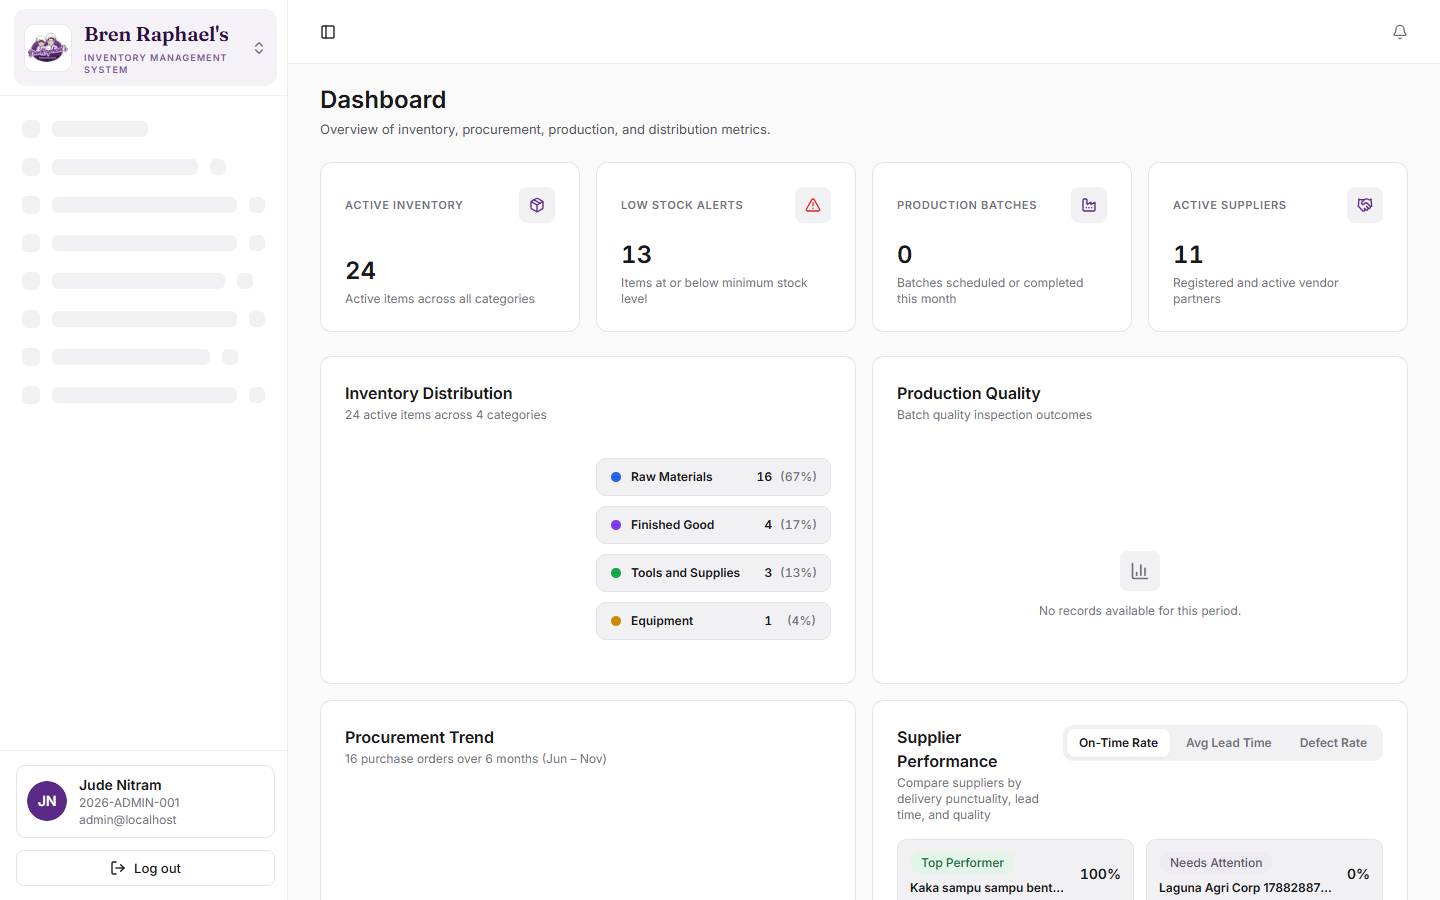 Bren Raphael's
INVENTORY MANAGEMENT
SYSTEM
Dashboard
Overview of inventory, procurement, production, and distribution metrics.
ACTIVE INVENTORY
24
Active items across all categories
LOW STOCK ALERTS
13
Items at or below minimum stock
level
PRODUCTION BATCHES
0
Batches scheduled or completed
this month
ACTIVE SUPPLIERS
11
Registered and active vendor
partners
Inventory Distribution
24 active items across 4 categories
Raw Materials 16 (67%)
Finished Good 4 (17%)
Tools and Supplies 3 (13%)
Equipment 1 (4%)
Production Quality
Batch quality inspection outcomes
No records available for this period.
Procurement Trend
16 purchase orders over 6 months (Jun – Nov)
Supplier
Performance
Compare suppliers by
delivery punctuality, lead
time, and quality
On-Time Rate Avg Lead Time Defect Rate
Top Performer
Kaka sampu sampu bent...
100%
Needs Attention
Laguna Agri Corp 17882887...
0%
JN
Jude Nitram
2026-ADMIN-001
admin@localhost
Log out